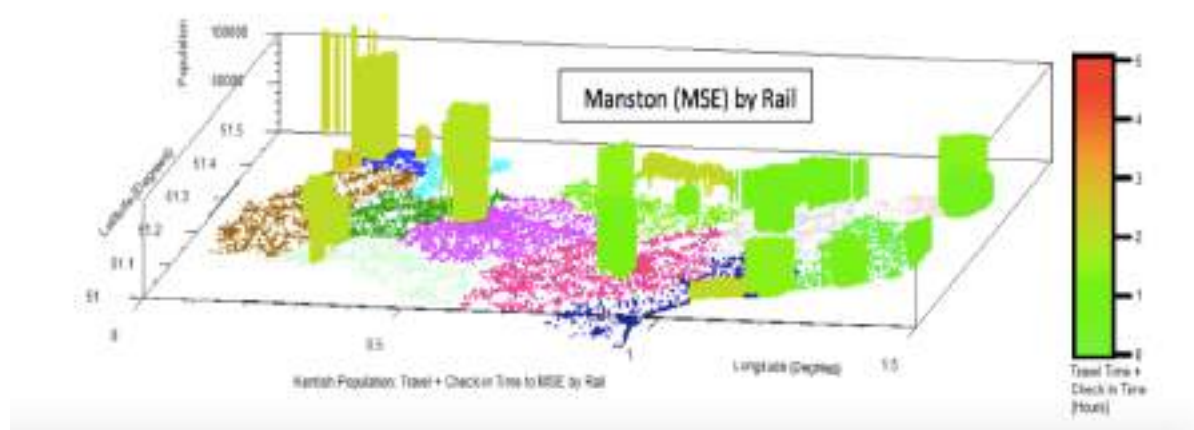 Population
100000
10000
Manston (MSE) by Rail
51.5
51.4
51.3
51.2
51.1
51
Latitude (Degrees)
0
0.5
1
1.5
Longitude (Degrees)
Kentish Population: Travel + Check in Time to MSE by Rail
5
4
3
2
1
0
Travel Time +
Check In Time
(Hours)